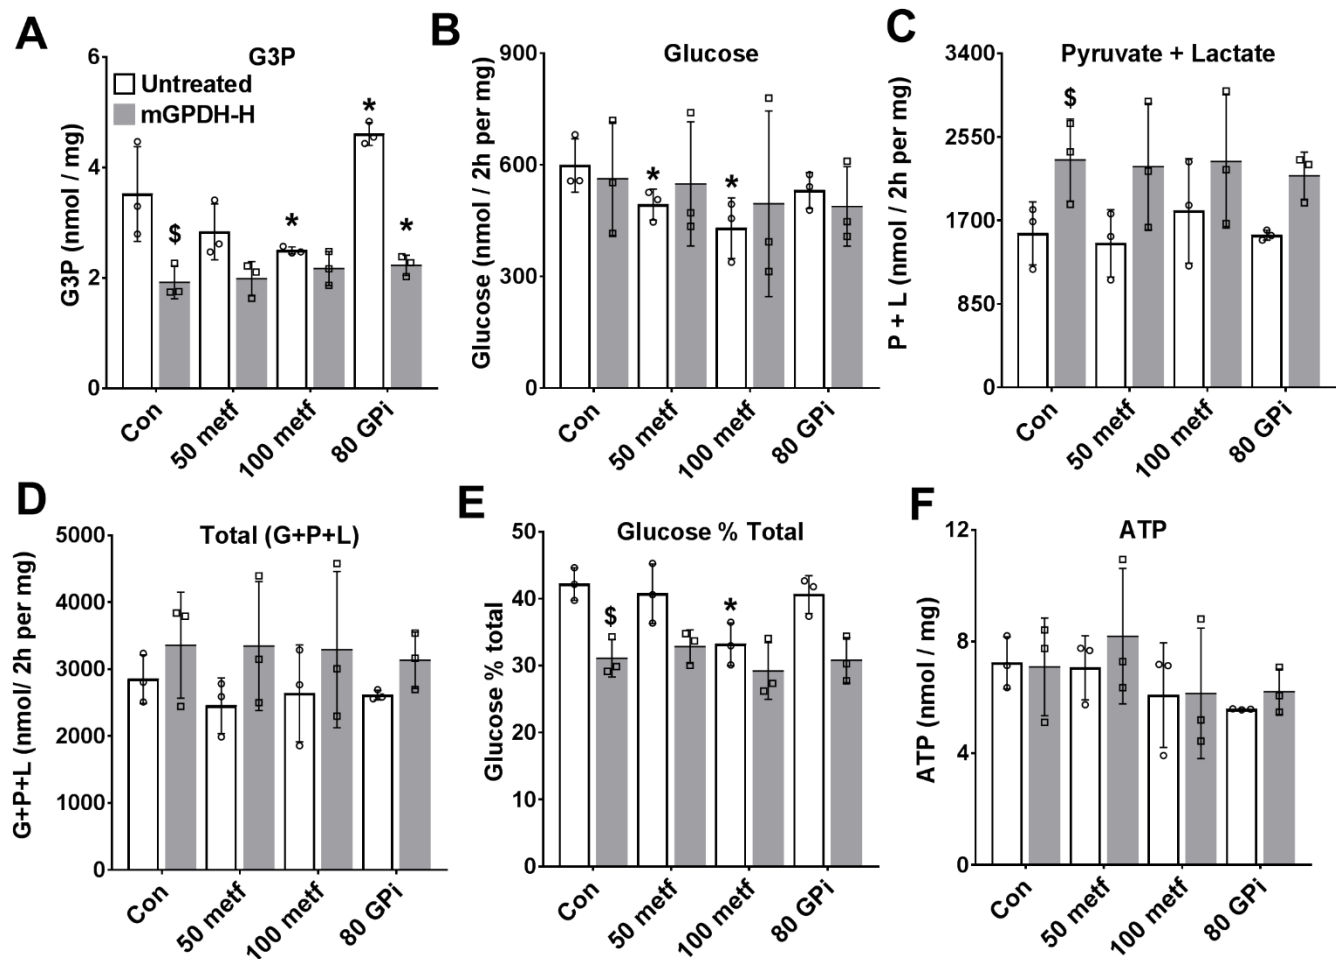 A
G3P
G3P (nmol / mg)
6
4
2
0
Untreated
mGPDH-H
$
*
*
*
Con
50 metf
100 metf
80 GPi
B
Glucose
Glucose (nmol / 2h per mg)
900
600
300
0
*
*
Con
50 metf
100 metf
80 GPi
C
Pyruvate + Lactate
P + L (nmol / 2h per mg)
3400
2550
1700
850
0
$
Con
50 metf
100 metf
80 GPi
D
Total (G+P+L)
G+P+L (nmol/ 2h per mg)
5000
4000
3000
2000
1000
0
Con
50 metf
100 metf
80 GPi
E
Glucose % Total
Glucose % total
50
40
30
20
10
0
$
*
Con
50 metf
100 metf
80 GPi
F
ATP
ATP (nmol / mg)
12
8
4
0
Con
50 metf
100 metf
80 GPi